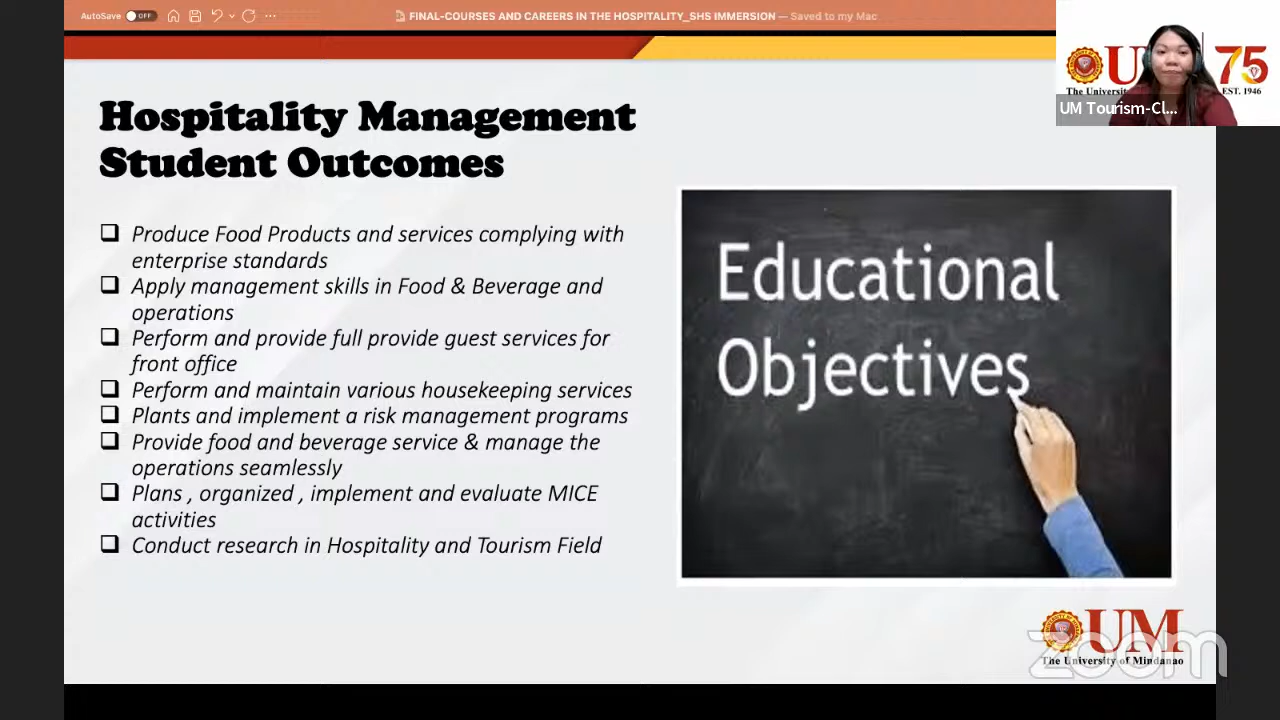 AutoSave OFF
FINAL-COURSES AND CAREERS IN THE HOSPITALITY_SHS IMMERSION — Saved to my Mac
U 75
The Universit EST. 1946
UM Tourism-Cl...
Hospitality Management
Student Outcomes
Produce Food Products and services complying with
enterprise standards
Apply management skills in Food & Beverage and
operations
Perform and provide full provide guest services for
front office
Perform and maintain various housekeeping services
Plants and implement a risk management programs
Provide food and beverage service & manage the
operations seamlessly
Plans , organized , implement and evaluate MICE
activities
Conduct research in Hospitality and Tourism Field
Educational
Objectives
UM
The University of Mindanao
zoom